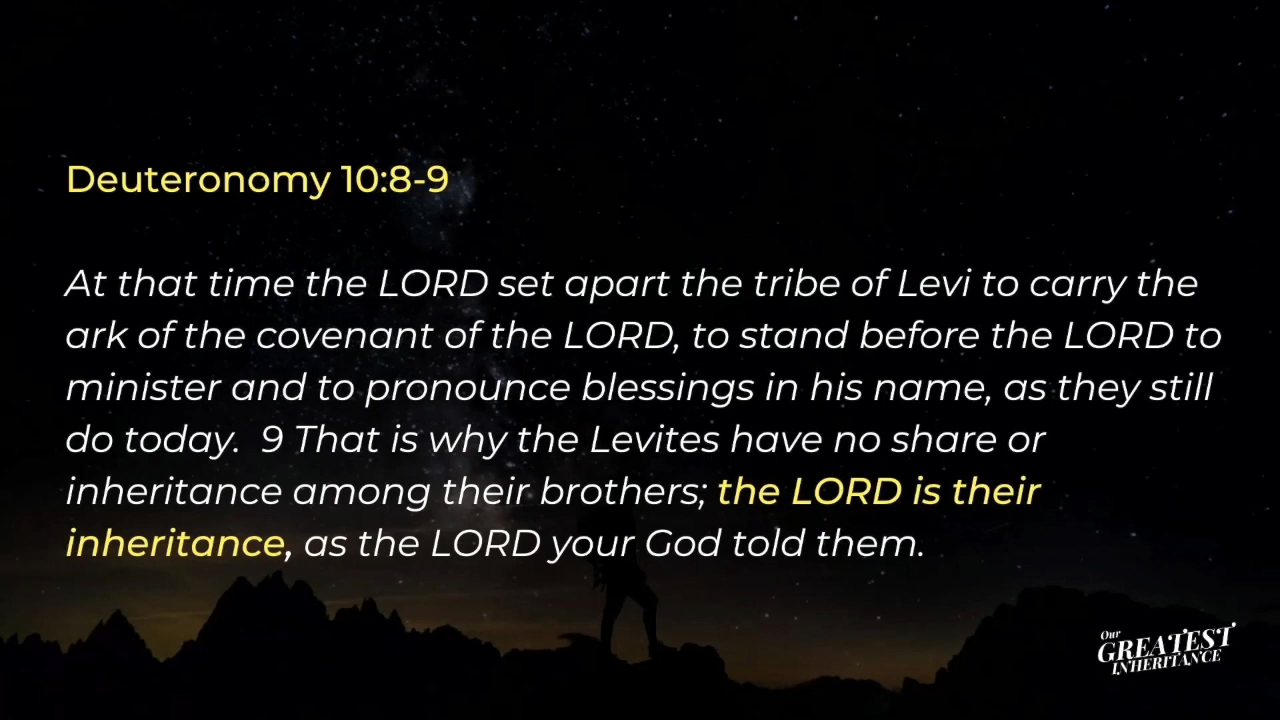 Deuteronomy 10:8-9
At that time the LORD set apart the tribe of Levi to carry the
ark of the covenant of the LORD, to stand before the LORD to
minister and to pronounce blessings in his name, as they still
do today.  9 That is why the Levites have no share or
inheritance among their brothers; the LORD is their
inheritance, as the LORD your God told them.
Our
GREATEST
INHERITANCE